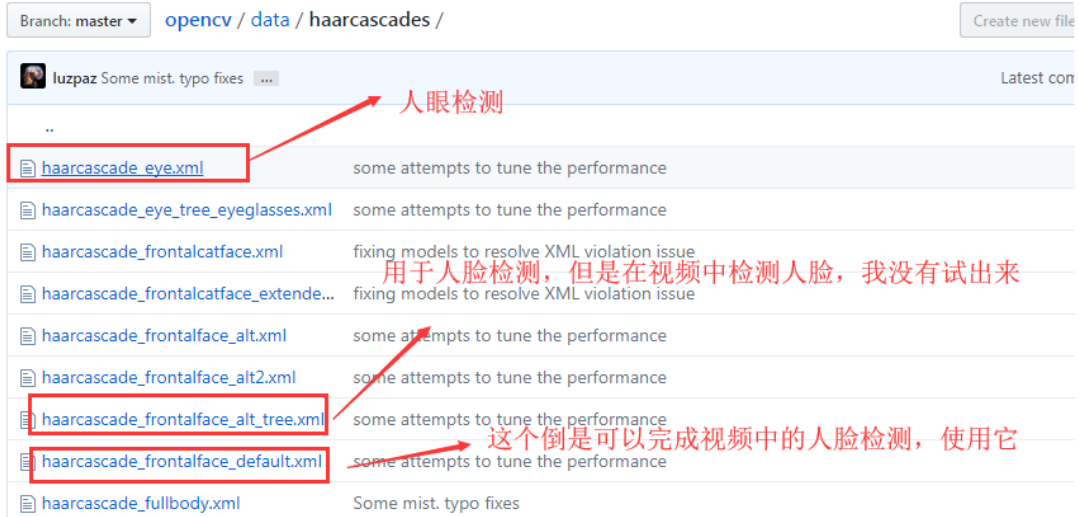 Branch: master
opencv / data / haarcascades /
Create new file
luzpaz Some mist. typo fixes ...
Latest com
人眼检测
..
haarcascade_eye.xml some attempts to tune the performance
haarcascade_eye_tree_eyeglasses.xml some attempts to tune the performance
haarcascade_frontalcatface.xml fixing models to resolve XML violation issue
用于人脸检测，但是在视频中检测人脸，我没有试出来
haarcascade_frontalcatface_extende... fixing models to resolve XML violation issue
haarcascade_frontalface_alt.xml some attempts to tune the performance
haarcascade_frontalface_alt2.xml some attempts to tune the performance
haarcascade_frontalface_alt_tree.xml some attempts to tune the performance
这个倒是可以完成视频中的人脸检测，使用它
haarcascade_frontalface_default.xml some attempts to tune the performance
haarcascade_fullbody.xml Some mist. typo fixes